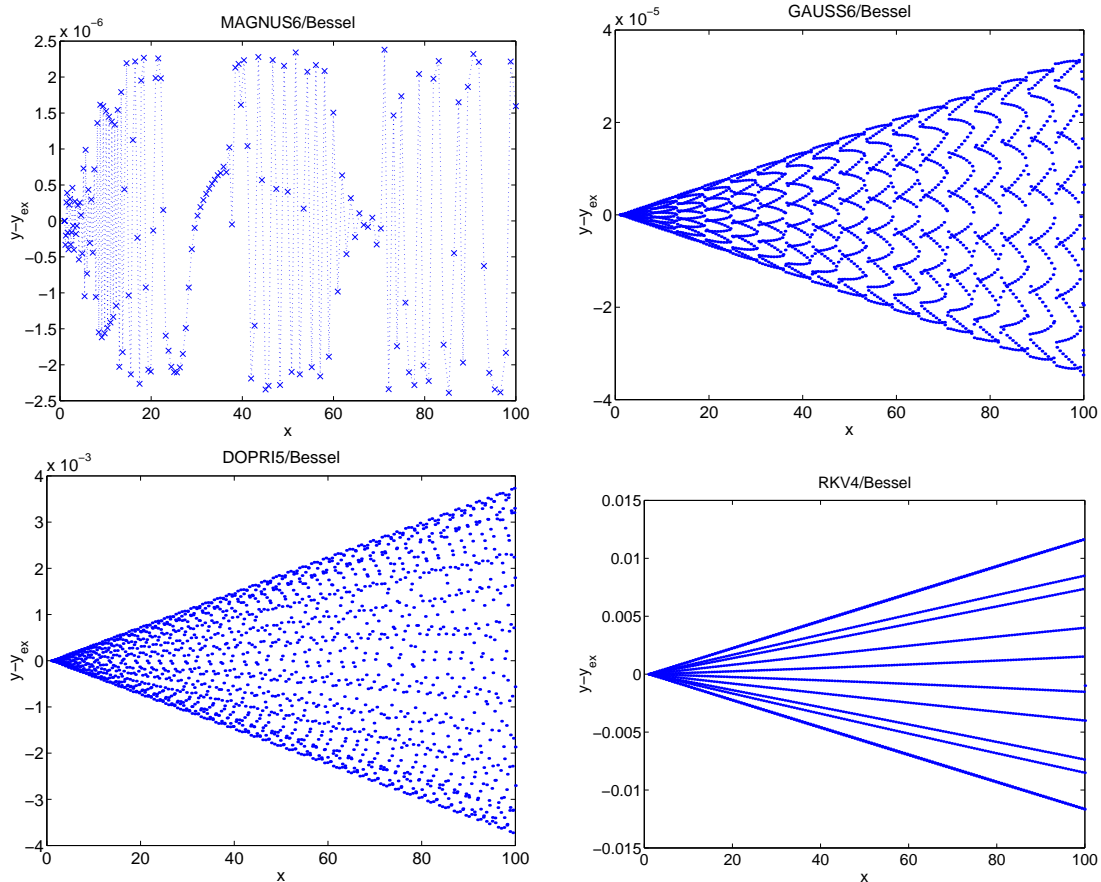 MAGNUS6/Bessel
x 10⁻⁶
2.5
2
1.5
1
0.5
0
−0.5
−1
−1.5
−2
−2.5
y−y_ex
0 20 40 60 80 100
x
GAUSS6/Bessel
x 10⁻⁵
4
2
0
−2
−4
y−y_ex
0 20 40 60 80 100
x
DOPRI5/Bessel
x 10⁻³
4
3
2
1
0
−1
−2
−3
−4
y−y_ex
0 20 40 60 80 100
x
RKV4/Bessel
0.015
0.01
0.005
0
−0.005
−0.01
−0.015
y−y_ex
0 20 40 60 80 100
x